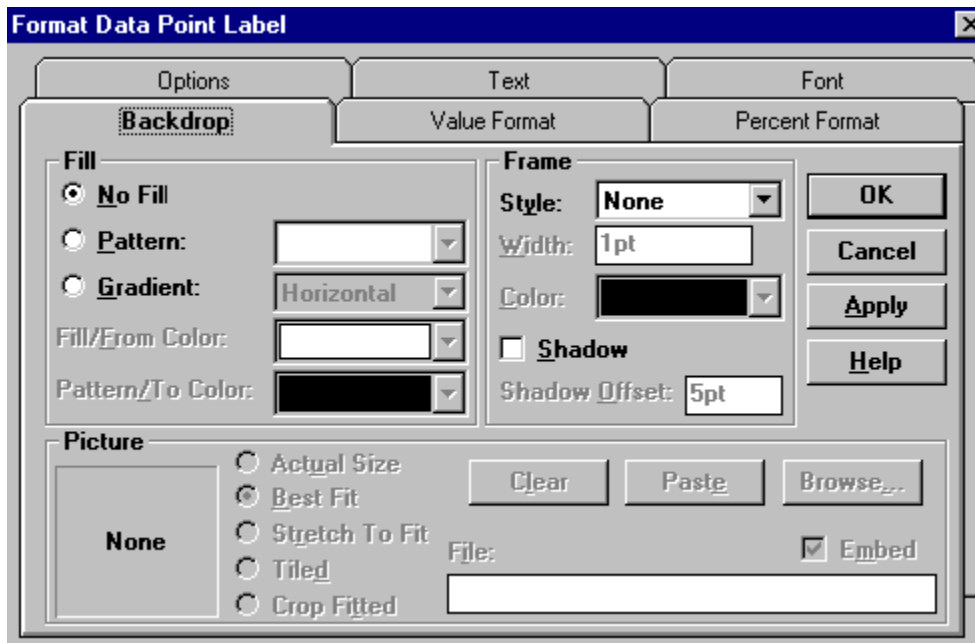 Format Data Point Label
Options Text Font
Backdrop Value Format Percent Format
Fill
No Fill
Pattern:
Gradient: Horizontal
Fill/From Color:
Pattern/To Color:
Frame
Style: None
Width: 1pt
Color:
Shadow
Shadow Offset: 5pt
OK
Cancel
Apply
Help
Picture
None
Actual Size
Best Fit
Stretch To Fit
Tiled
Crop Fitted
Clear Paste Browse...
File: Embed